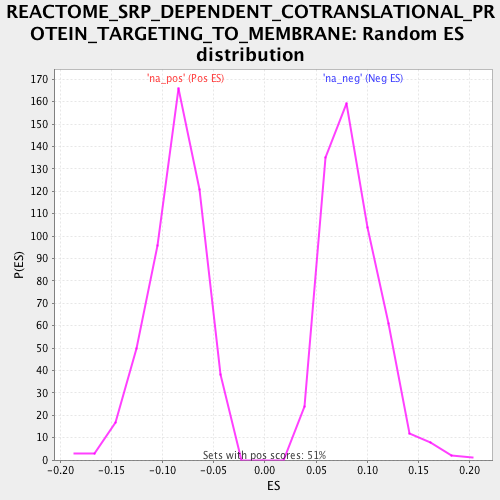 REACTOME_SRP_DEPENDENT_COTRANSLATIONAL_PR
OTEIN_TARGETING_TO_MEMBRANE: Random ES
distribution
'na_pos' (Pos ES)
'na_neg' (Neg ES)
170
160
150
140
130
120
110
100
90
80
70
60
50
40
30
20
10
0
P(ES)
Sets with pos scores: 51%
-0.20 -0.15 -0.10 -0.05 0.00 0.05 0.10 0.15 0.20
ES